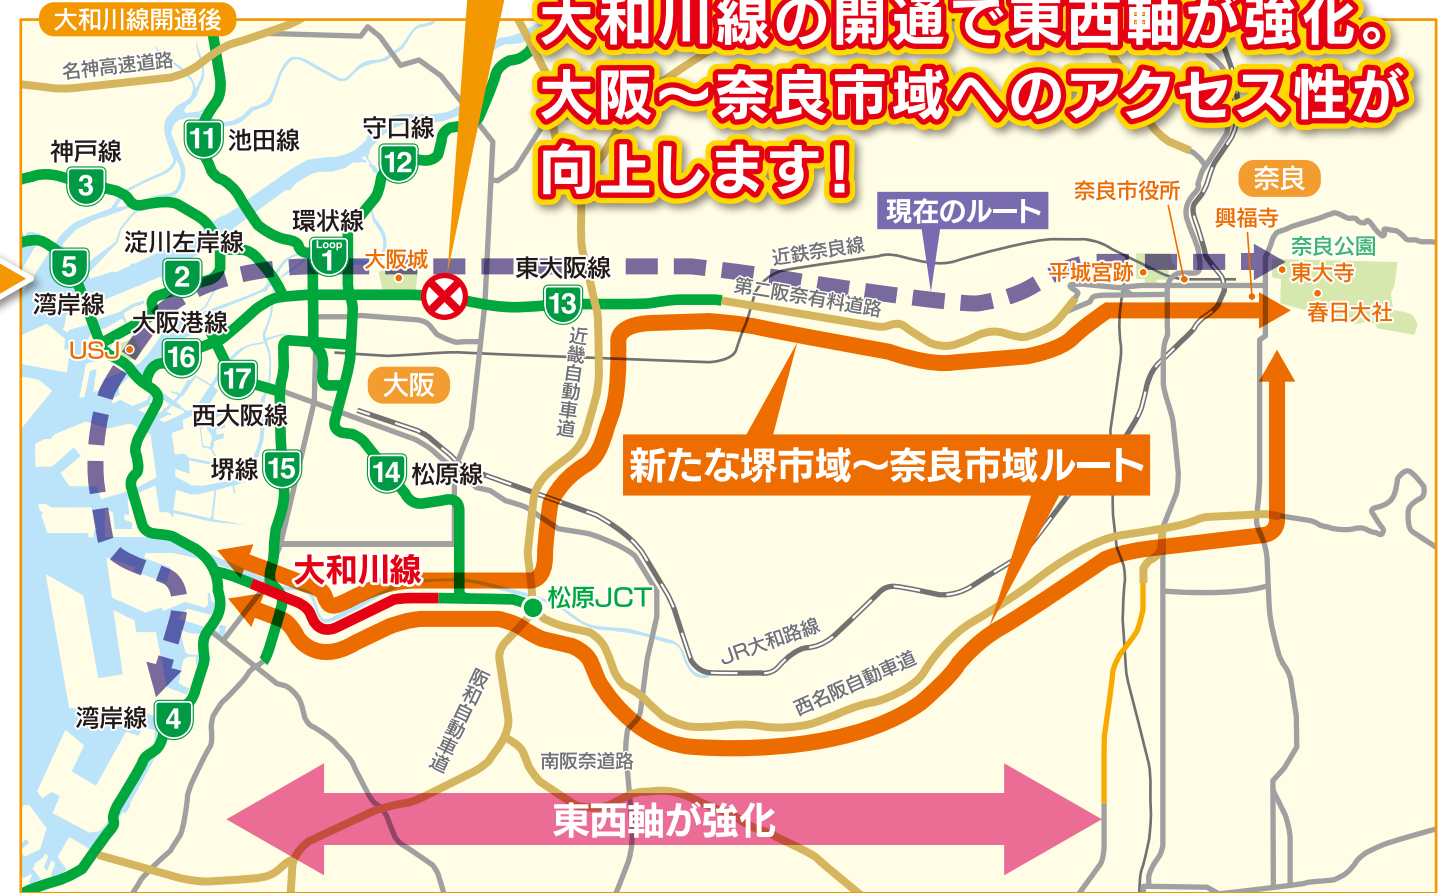 大和川線開通後
大和川線の開通で東西軸が強化。
大阪〜奈良市域へのアクセス性が
向上します！
名神高速道路
11
池田線
守口線
12
神戸線
3
奈良
奈良市役所
現在のルート
興福寺
環状線
Loop
1
淀川左岸線
2
大阪城
近鉄奈良線
奈良公園
5
湾岸線
東大阪線
13
平城宮跡
東大寺
第二阪奈有料道路
春日大社
大阪港線
16
USJ
近畿自動車道
17
西大阪線
大阪
新たな堺市域〜奈良市域ルート
堺線
15
14
松原線
大和川線
松原JCT
JR大和路線
西名阪自動車道
阪和自動車道
湾岸線
4
南阪奈道路
東西軸が強化